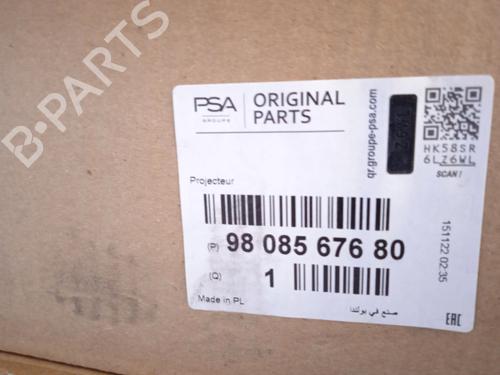 B-PARTS
PSA
GROUPE
ORIGINAL
PARTS
qr.groupe-psa.com
Z6WL
HK58SR
6LZ6WL
SCAN!
Projecteur
(P) 98 085 676 80
(Q) 1
Made in PL
صنع في بولندا
151122 02:35
EAC